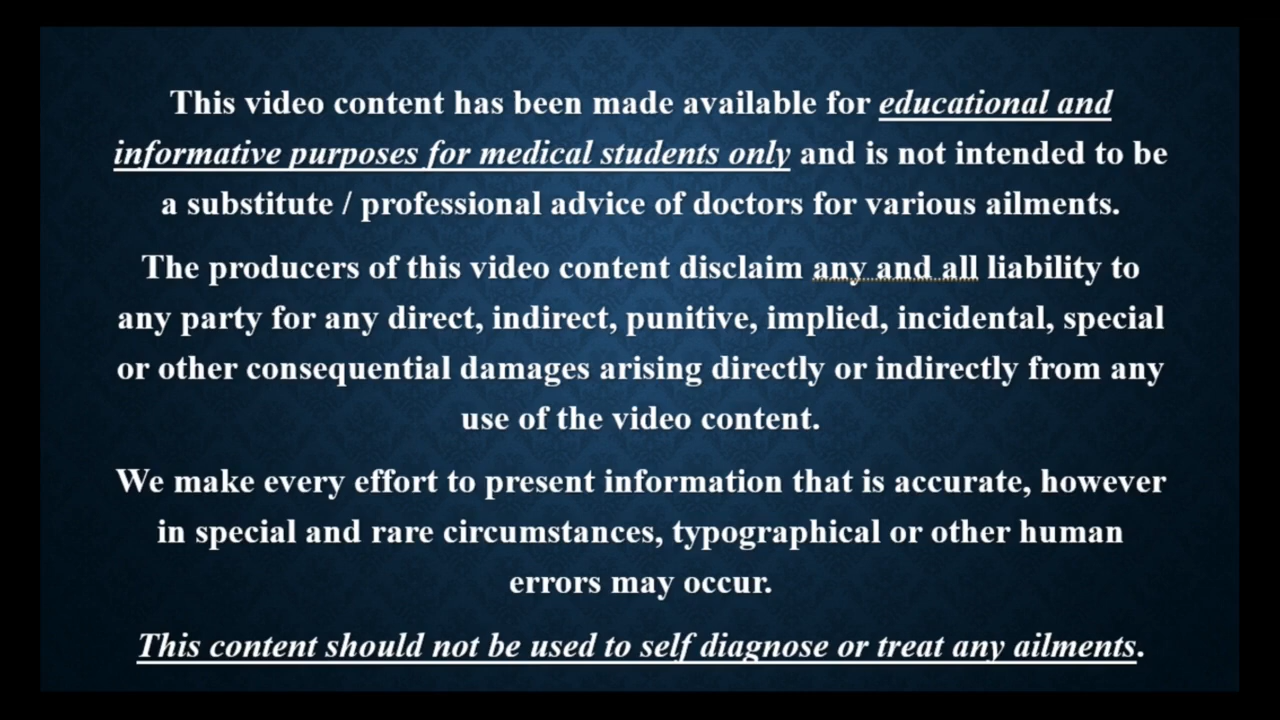 This video content has been made available for educational and
informative purposes for medical students only and is not intended to be
a substitute / professional advice of doctors for various ailments.
The producers of this video content disclaim any and all liability to
any party for any direct, indirect, punitive, implied, incidental, special
or other consequential damages arising directly or indirectly from any
use of the video content.
We make every effort to present information that is accurate, however
in special and rare circumstances, typographical or other human
errors may occur.
This content should not be used to self diagnose or treat any ailments.